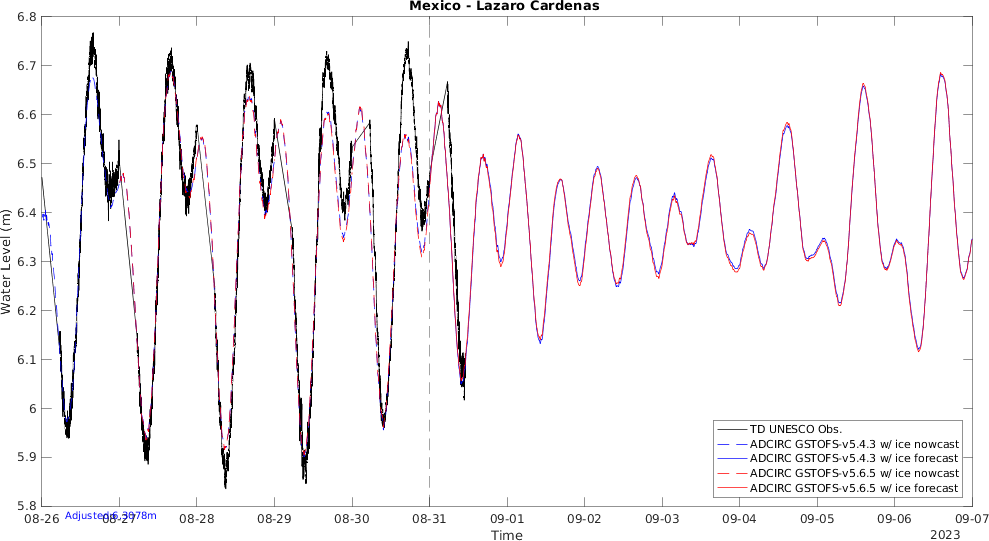 Mexico - Lazaro Cardenas
Water Level (m)
6.8
6.7
6.6
6.5
6.4
6.3
6.2
6.1
6
5.9
5.8
TD UNESCO Obs.
ADCIRC GSTOFS-v5.4.3 w/ ice nowcast
ADCIRC GSTOFS-v5.4.3 w/ ice forecast
ADCIRC GSTOFS-v5.6.5 w/ ice nowcast
ADCIRC GSTOFS-v5.6.5 w/ ice forecast
08-26 08-27 08-28 08-29 08-30 08-31 09-01 09-02 09-03 09-04 09-05 09-06 09-07
Adjusted 6.3978m
Time
2023